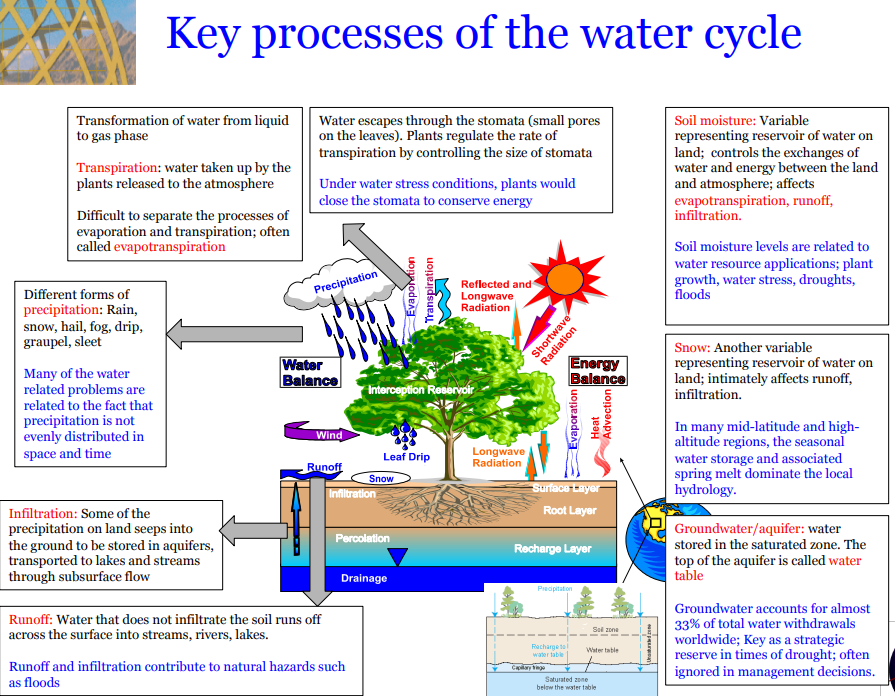 Key processes of the water cycle
Transformation of water from liquid
to gas phase
Transpiration: water taken up by the
plants released to the atmosphere
Difficult to separate the processes of
evaporation and transpiration; often
called evapotranspiration
Water escapes through the stomata (small pores
on the leaves). Plants regulate the rate of
transpiration by controlling the size of stomata
Under water stress conditions, plants would
close the stomata to conserve energy
Soil moisture: Variable
representing reservoir of water on
land;  controls the exchanges of
water and energy between the land
and atmosphere; affects
evapotranspiration, runoff,
infiltration.
Soil moisture levels are related to
water resource applications; plant
growth, water stress, droughts,
floods
Different forms of
precipitation: Rain,
snow, hail, fog, drip,
graupel, sleet
Many of the water
related problems are
related to the fact that
precipitation is not
evenly distributed in
space and time
Precipitation
Evaporation
Transpiration
Reflected and
Longwave
Radiation
Shortwave
Radiation
Water
Balance
Energy
Balance
Interception Reservoir
Wind
Leaf Drip
Longwave
Radiation
Evaporation
Heat
Advection
Runoff
Snow
Infiltration
Surface Layer
Root Layer
Percolation
Recharge Layer
Drainage
Snow: Another variable
representing reservoir of water on
land; intimately affects runoff,
infiltration.
In many mid-latitude and high-
altitude regions, the seasonal
water storage and associated
spring melt dominate the local
hydrology.
Infiltration: Some of the
precipitation on land seeps into
the ground to be stored in aquifers,
transported to lakes and streams
through subsurface flow
Groundwater/aquifer: water
stored in the saturated zone. The
top of the aquifer is called water
table
Groundwater accounts for almost
33% of total water withdrawals
worldwide; Key as a strategic
reserve in times of drought; often
ignored in management decisions.
Runoff: Water that does not infiltrate the soil runs off
across the surface into streams, rivers, lakes.
Runoff and infiltration contribute to natural hazards such
as floods
Precipitation
Soil zone
Unsaturated zone
Recharge to
water table
Water table
Capillary fringe
Saturated zone
below the water table